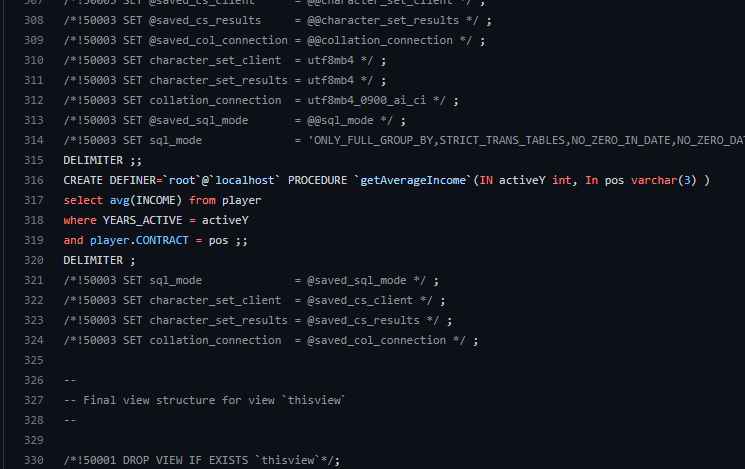 307 /*!50003 SET @saved_cs_client      = @@character_set_client */ ;
308 /*!50003 SET @saved_cs_results     = @@character_set_results */ ;
309 /*!50003 SET @saved_col_connection = @@collation_connection */ ;
310 /*!50003 SET character_set_client  = utf8mb4 */ ;
311 /*!50003 SET character_set_results = utf8mb4 */ ;
312 /*!50003 SET collation_connection  = utf8mb4_0900_ai_ci */ ;
313 /*!50003 SET @saved_sql_mode       = @@sql_mode */ ;
314 /*!50003 SET sql_mode              = 'ONLY_FULL_GROUP_BY,STRICT_TRANS_TABLES,NO_ZERO_IN_DATE,NO_ZERO_DA
315 DELIMITER ;;
316 CREATE DEFINER=`root`@`localhost` PROCEDURE `getAverageIncome`(IN activeY int, In pos varchar(3) )
317 select avg(INCOME) from player
318 where YEARS_ACTIVE = activeY
319 and player.CONTRACT = pos ;;
320 DELIMITER ;
321 /*!50003 SET sql_mode              = @saved_sql_mode */ ;
322 /*!50003 SET character_set_client  = @saved_cs_client */ ;
323 /*!50003 SET character_set_results = @saved_cs_results */ ;
324 /*!50003 SET collation_connection  = @saved_col_connection */ ;
325
326 --
327 -- Final view structure for view `thisview`
328 --
329
330 /*!50001 DROP VIEW IF EXISTS `thisview`*/;